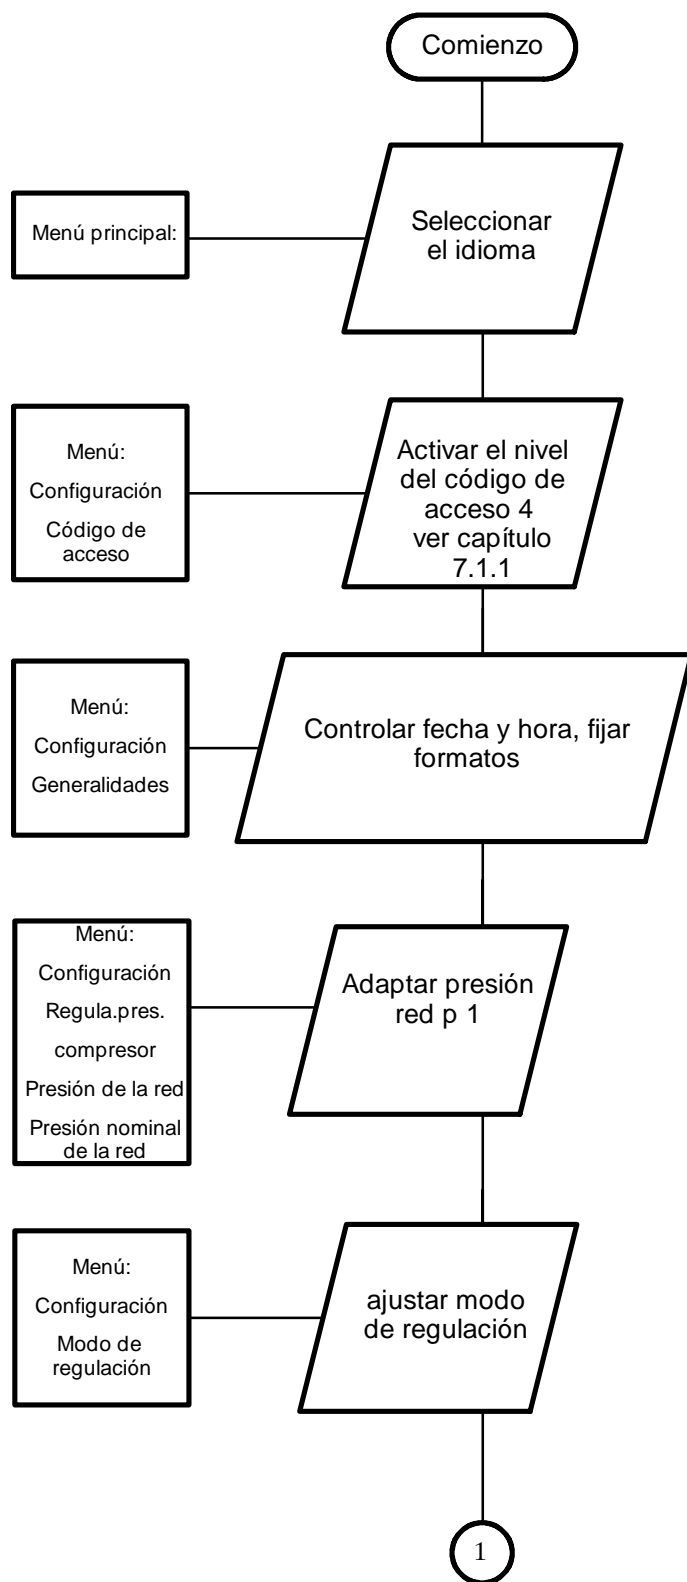 Comienzo
Menú principal:
Seleccionar
el idioma
Menú:
Configuración
Código de
acceso
Activar el nivel
del código de
acceso 4
ver capítulo
7.1.1
Menú:
Configuración
Generalidades
Controlar fecha y hora, fijar
formatos
Menú:
Configuración
Regula.pres.
compresor
Presión de la red
Presión nominal
de la red
Adaptar presión
red p 1
Menú:
Configuración
Modo de
regulación
ajustar modo
de regulación
1